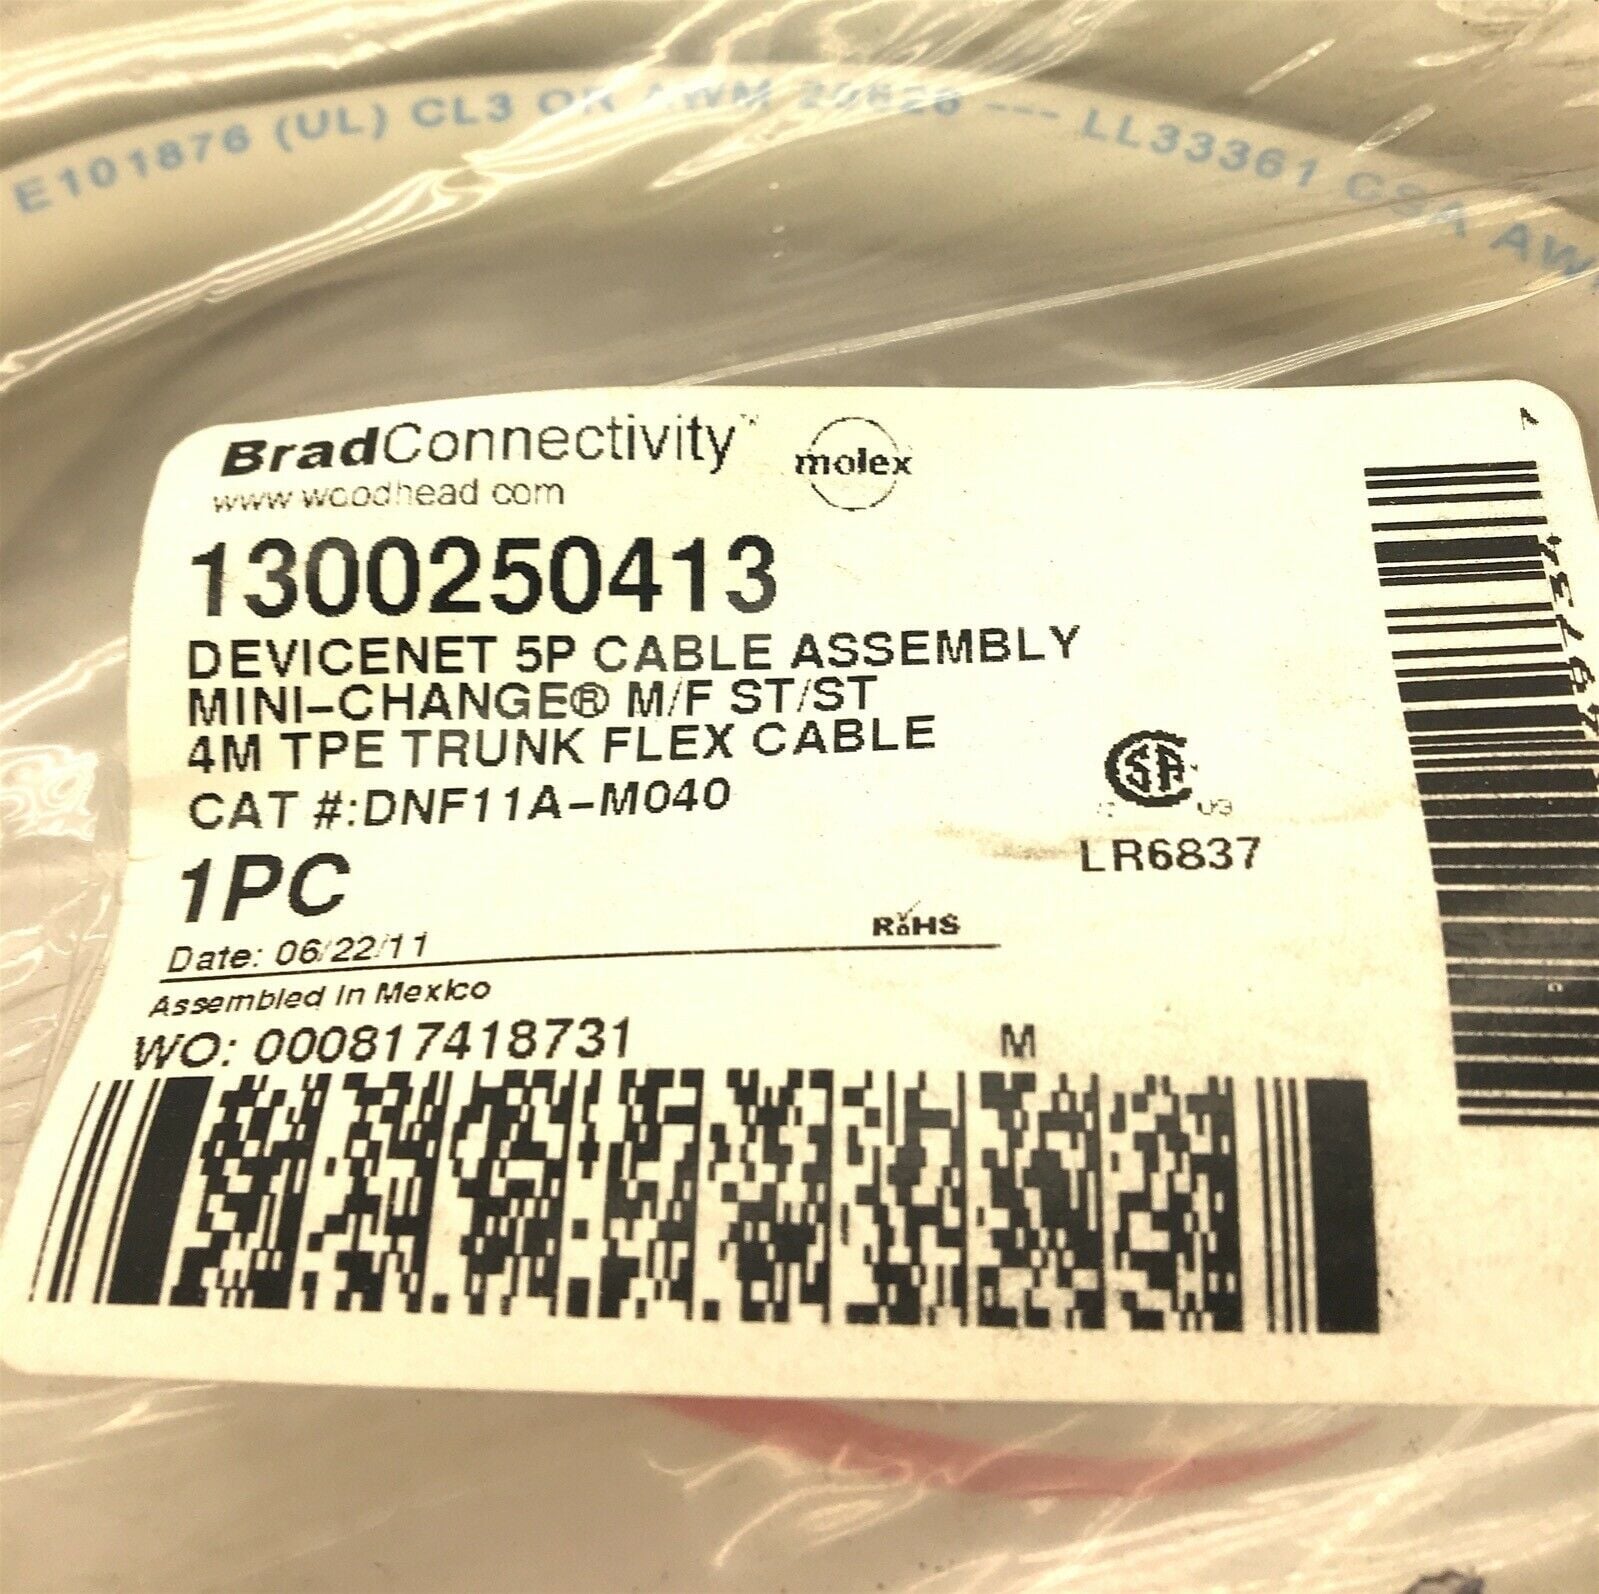 E101876 (UL) CL3 OR AWM 20626 --- LL33361 CSA AW
BradConnectivity™ molex
www.woodhead.com
1300250413
DEVICENET 5P CABLE ASSEMBLY
MINI-CHANGE® M/F ST/ST
4M TPE TRUNK FLEX CABLE
CAT #:DNF11A-M040
1PC
LR6837
RoHS
Date: 06/22/11
Assembled in Mexico
WO: 000817418731 M